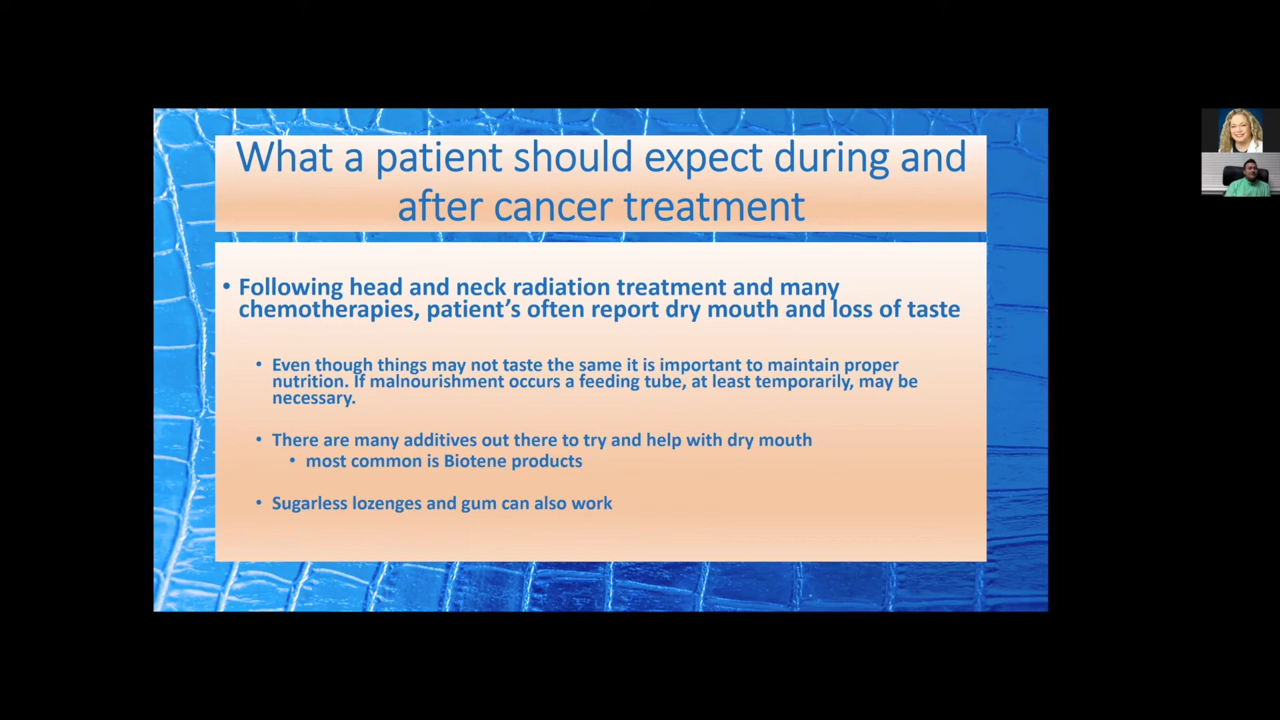 What a patient should expect during and
after cancer treatment
• Following head and neck radiation treatment and many
chemotherapies, patient’s often report dry mouth and loss of taste
• Even though things may not taste the same it is important to maintain proper
nutrition. If malnourishment occurs a feeding tube, at least temporarily, may be
necessary.
• There are many additives out there to try and help with dry mouth
• most common is Biotene products
• Sugarless lozenges and gum can also work